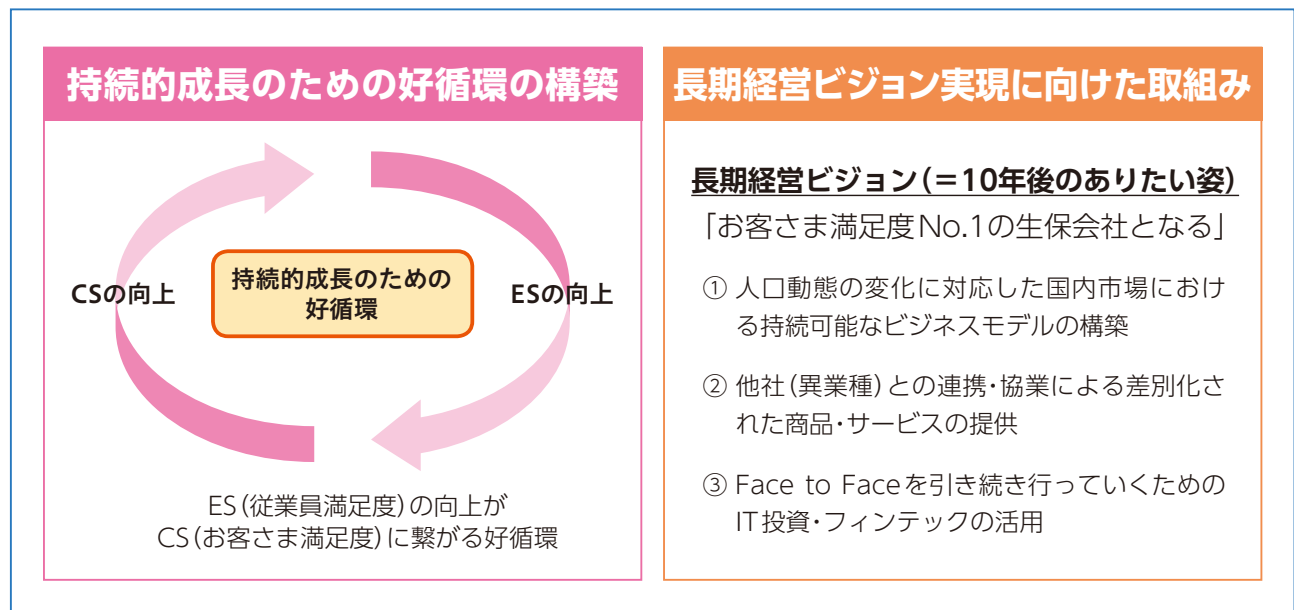 持続的成長のための好循環の構築
CSの向上
持続的成長のための
好循環
ESの向上
ES(従業員満足度)の向上が
CS(お客さま満足度)に繋がる好循環
長期経営ビジョン実現に向けた取組み
長期経営ビジョン(=10年後のありたい姿)
「お客さま満足度No.1の生保会社となる」
① 人口動態の変化に対応した国内市場におけ
る持続可能なビジネスモデルの構築
② 他社(異業種)との連携・協業による差別化さ
れた商品・サービスの提供
③ Face to Faceを引き続き行っていくための
IT投資・フィンテックの活用